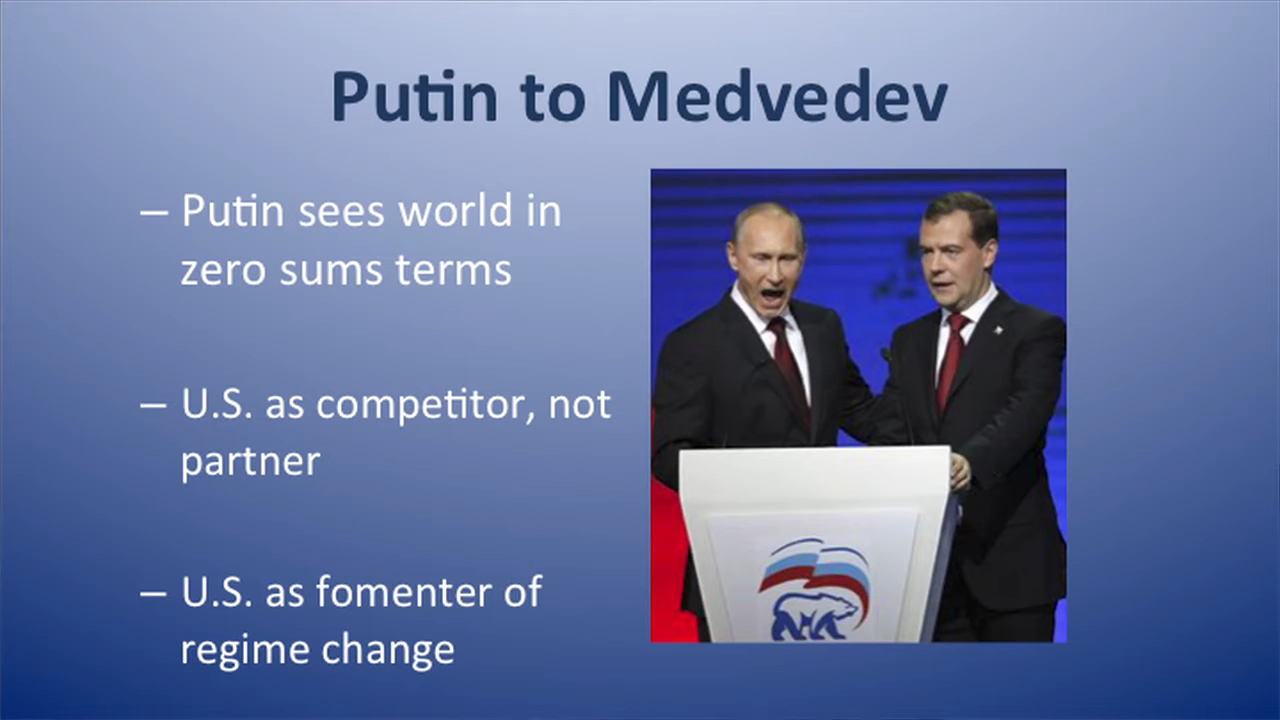 Putin to Medvedev
– Putin sees world in
zero sums terms
– U.S. as competitor, not
partner
– U.S. as fomenter of
regime change